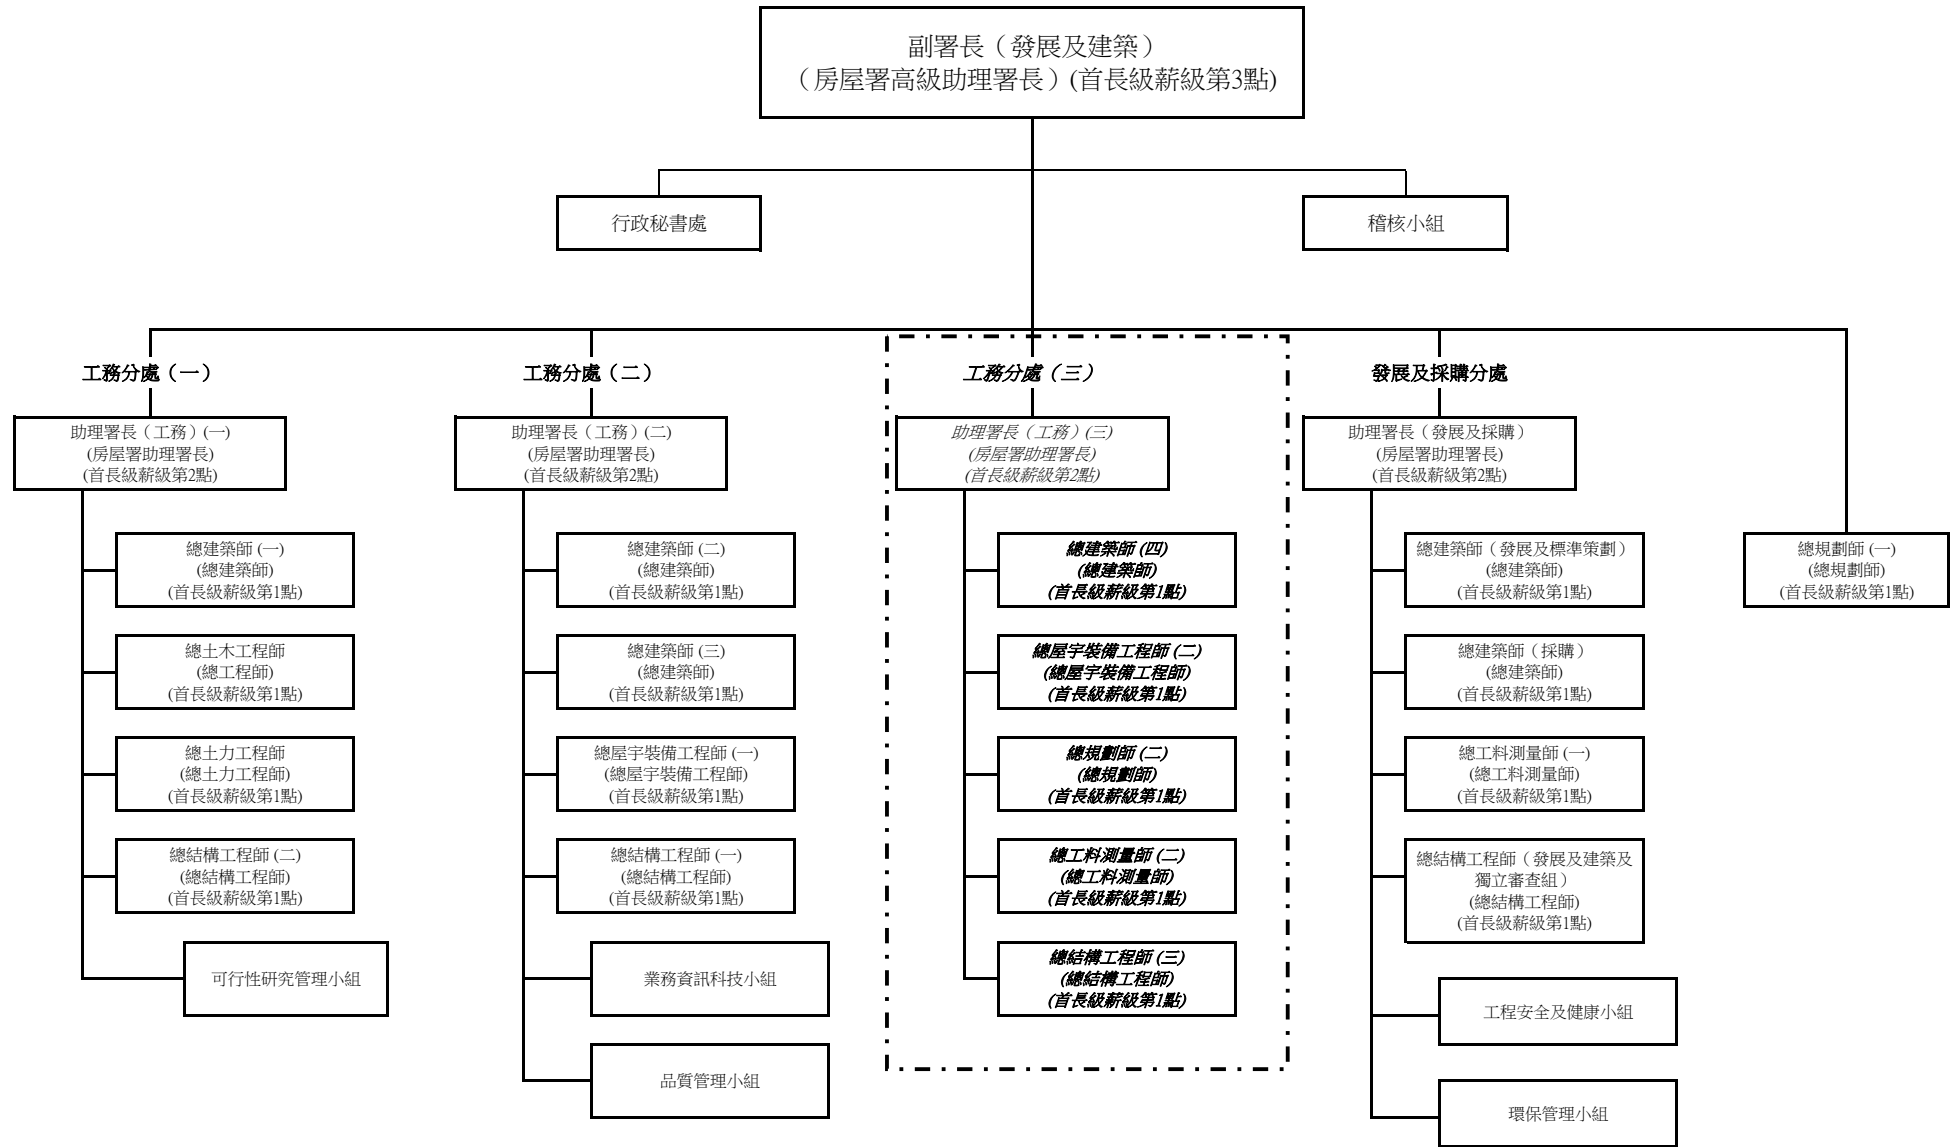 副署長（發展及建築）
（房屋署高級助理署長）(首長級薪級第3點)
行政秘書處
稽核小組
工務分處（一）
助理署長（工務）(一)
(房屋署助理署長)
(首長級薪級第2點)
總建築師 (一)
(總建築師)
(首長級薪級第1點)
總土木工程師
(總工程師)
(首長級薪級第1點)
總土力工程師
(總土力工程師)
(首長級薪級第1點)
總結構工程師 (二)
(總結構工程師)
(首長級薪級第1點)
可行性研究管理小組
工務分處（二）
助理署長（工務）(二)
(房屋署助理署長)
(首長級薪級第2點)
總建築師 (二)
(總建築師)
(首長級薪級第1點)
總建築師 (三)
(總建築師)
(首長級薪級第1點)
總屋宇裝備工程師 (一)
(總屋宇裝備工程師)
(首長級薪級第1點)
總結構工程師 (一)
(總結構工程師)
(首長級薪級第1點)
業務資訊科技小組
品質管理小組
工務分處（三）
助理署長（工務）(三)
(房屋署助理署長)
(首長級薪級第2點)
總建築師 (四)
(總建築師)
(首長級薪級第1點)
總屋宇裝備工程師 (二)
(總屋宇裝備工程師)
(首長級薪級第1點)
總規劃師 (二)
(總規劃師)
(首長級薪級第1點)
總工料測量師 (二)
(總工料測量師)
(首長級薪級第1點)
總結構工程師 (三)
(總結構工程師)
(首長級薪級第1點)
發展及採購分處
助理署長（發展及採購）
(房屋署助理署長)
(首長級薪級第2點)
總建築師（發展及標準策劃）
(總建築師)
(首長級薪級第1點)
總建築師（採購）
(總建築師)
(首長級薪級第1點)
總工料測量師 (一)
(總工料測量師)
(首長級薪級第1點)
總結構工程師（發展及建築及
獨立審查組）
(總結構工程師)
(首長級薪級第1點)
工程安全及健康小組
環保管理小組
總規劃師 (一)
(總規劃師)
(首長級薪級第1點)